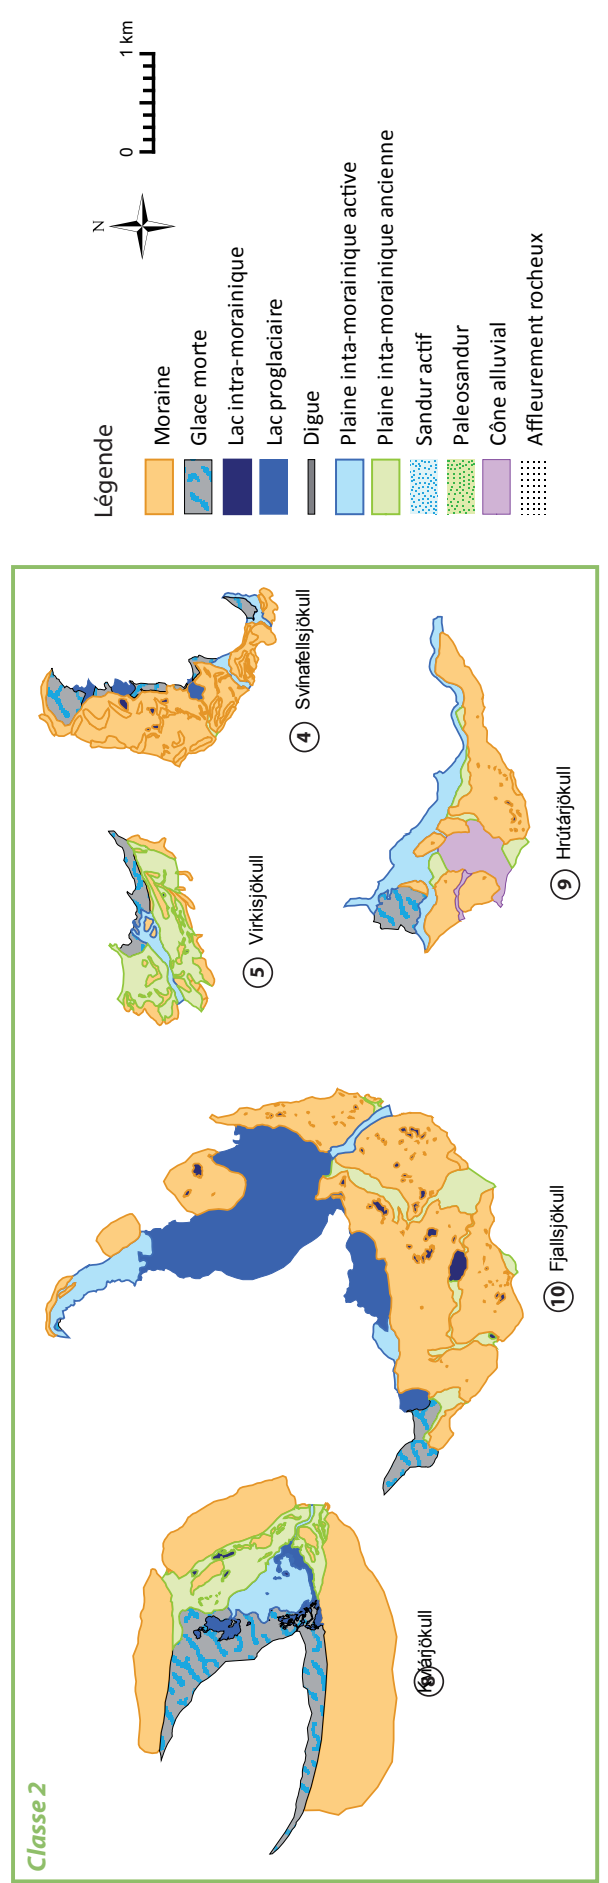 Classe 2
8
Kvíárjökull
10
Fjallsjökull
5
Virkisjökull
9
Hrútárjökull
4
Svínafellsjökull
Légende
Moraine
Glace morte
Lac intra-morainique
Lac proglaciaire
Digue
Plaine inta-morainique active
Plaine inta-morainique ancienne
Sandur actif
Paleosandur
Cône alluvial
Affleurement rocheux
N
0 1 km